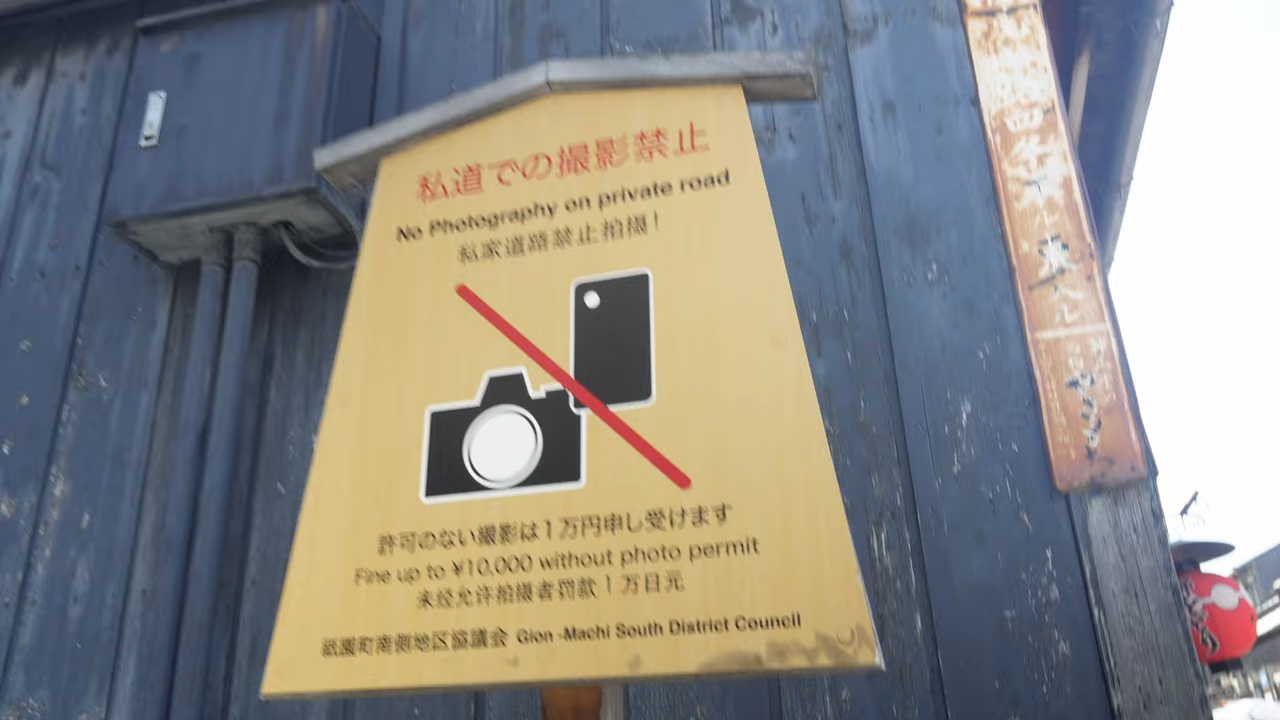 私道での撮影禁止
No Photography on private road
私家道路禁止拍摄!
許可のない撮影は1万円申し受けます
Fine up to ¥10,000 without photo permit
未经允许拍摄者罚款1万日元
祇園町南側地区協議会 Gion-Machi South District Council